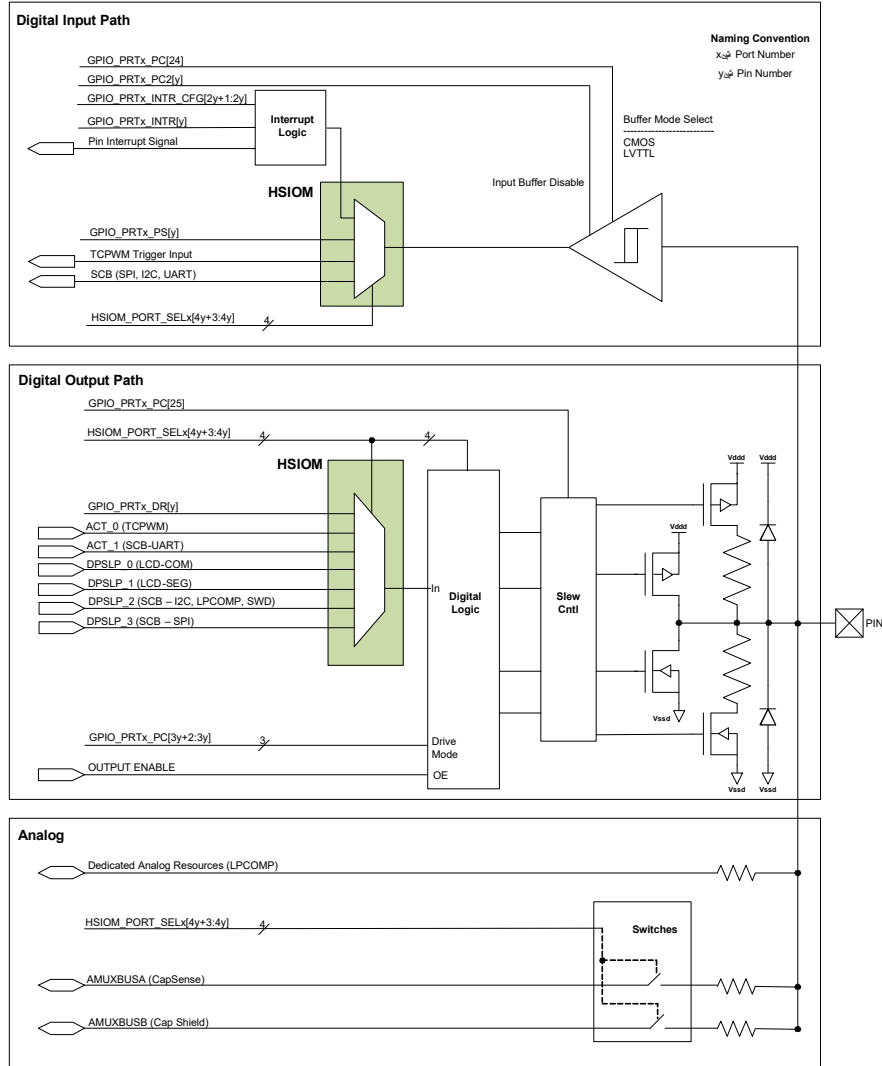 Digital Input Path
Naming Convention
x Port Number
y Pin Number
GPIO_PRTx_PC[24]
GPIO_PRTx_PC2[y]
GPIO_PRTx_INTR_CFG[2y+1:2y]
GPIO_PRTx_INTR[y]
Pin Interrupt Signal
Interrupt
Logic
Buffer Mode Select
CMOS
LVTTL
Input Buffer Disable
HSIOM
GPIO_PRTx_PS[y]
TCPWM Trigger Input
SCB (SPI, I2C, UART)
HSIOM_PORT_SELx[4y+3:4y]
4
Digital Output Path
GPIO_PRTx_PC[25]
HSIOM_PORT_SELx[4y+3:4y]
4
4
HSIOM
GPIO_PRTx_DR[y]
ACT_0 (TCPWM)
ACT_1 (SCB-UART)
DPSLP_0 (LCD-COM)
DPSLP_1 (LCD-SEG)
DPSLP_2 (SCB – I2C, LPCOMP, SWD)
DPSLP_3 (SCB – SPI)
In
Digital
Logic
Slew
Cntl
Vddd
Vddd
Vddd
PIN
Vssd
Vssd
Vssd
GPIO_PRTx_PC[3y+2:3y]
3
Drive
Mode
OUTPUT ENABLE
OE
Analog
Dedicated Analog Resources (LPCOMP)
HSIOM_PORT_SELx[4y+3:4y]
4
Switches
AMUXBUSA (CapSense)
AMUXBUSB (Cap Shield)